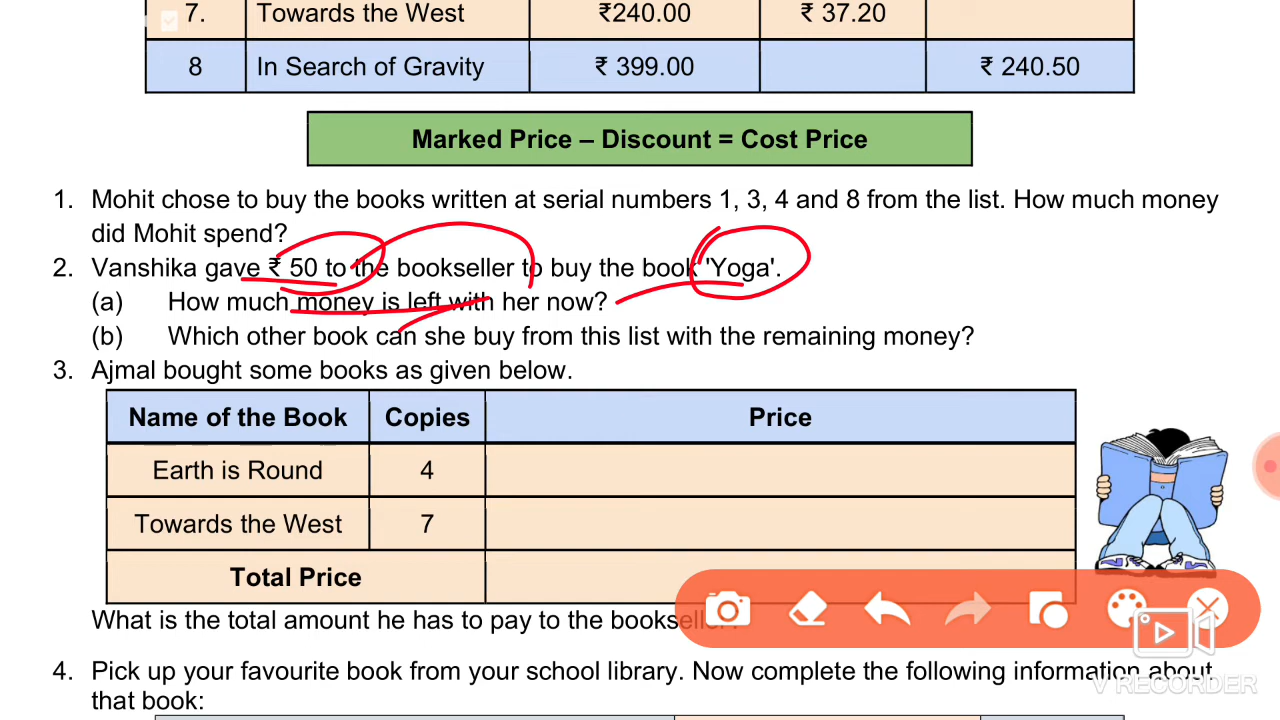 7. Towards the West ₹240.00 ₹ 37.20
8 In Search of Gravity ₹ 399.00 ₹ 240.50
Marked Price – Discount = Cost Price
1. Mohit chose to buy the books written at serial numbers 1, 3, 4 and 8 from the list. How much money
did Mohit spend?
2. Vanshika gave ₹ 50 to the bookseller to buy the book 'Yoga'.
(a) How much money is left with her now?
(b) Which other book can she buy from this list with the remaining money?
3. Ajmal bought some books as given below.
Name of the Book Copies Price
Earth is Round 4
Towards the West 7
Total Price
What is the total amount he has to pay to the bookseller?
4. Pick up your favourite book from your school library. Now complete the following information about
that book:
V RECORDER